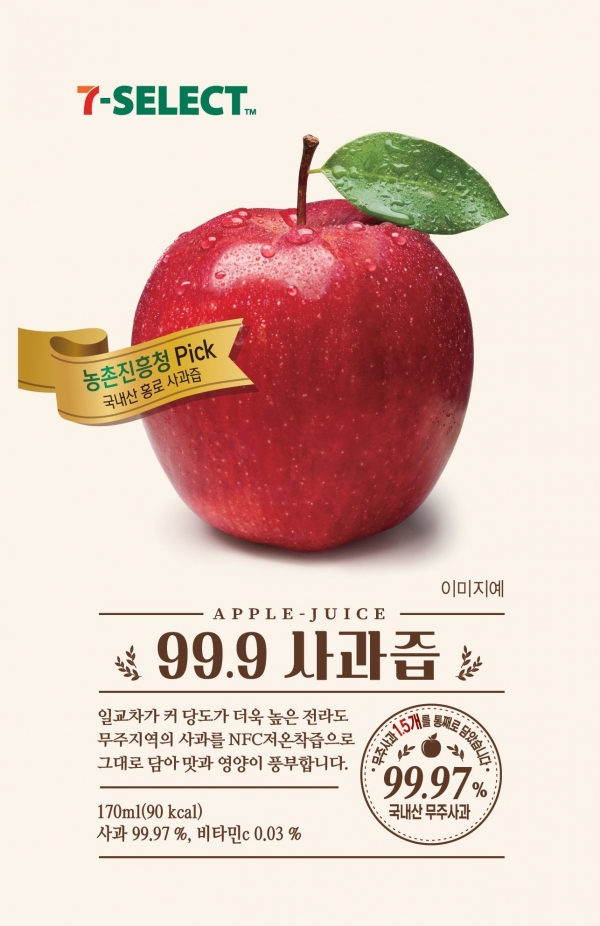 7-SELECT™
농촌진흥청 Pick
국내산 홍로 사과즙
이미지예
APPLE-JUICE
99.9 사과즙
일교차가 커 당도가 더욱 높은 전라도
무주지역의 사과를 NFC저온착즙으로
그대로 담아 맛과 영양이 풍부합니다.
170ml(90 kcal)
사과 99.97 %, 비타민c 0.03 %
• 무주사과 1.5개를 통째로 담았습니다 •
99.97%
국내산 무주사과